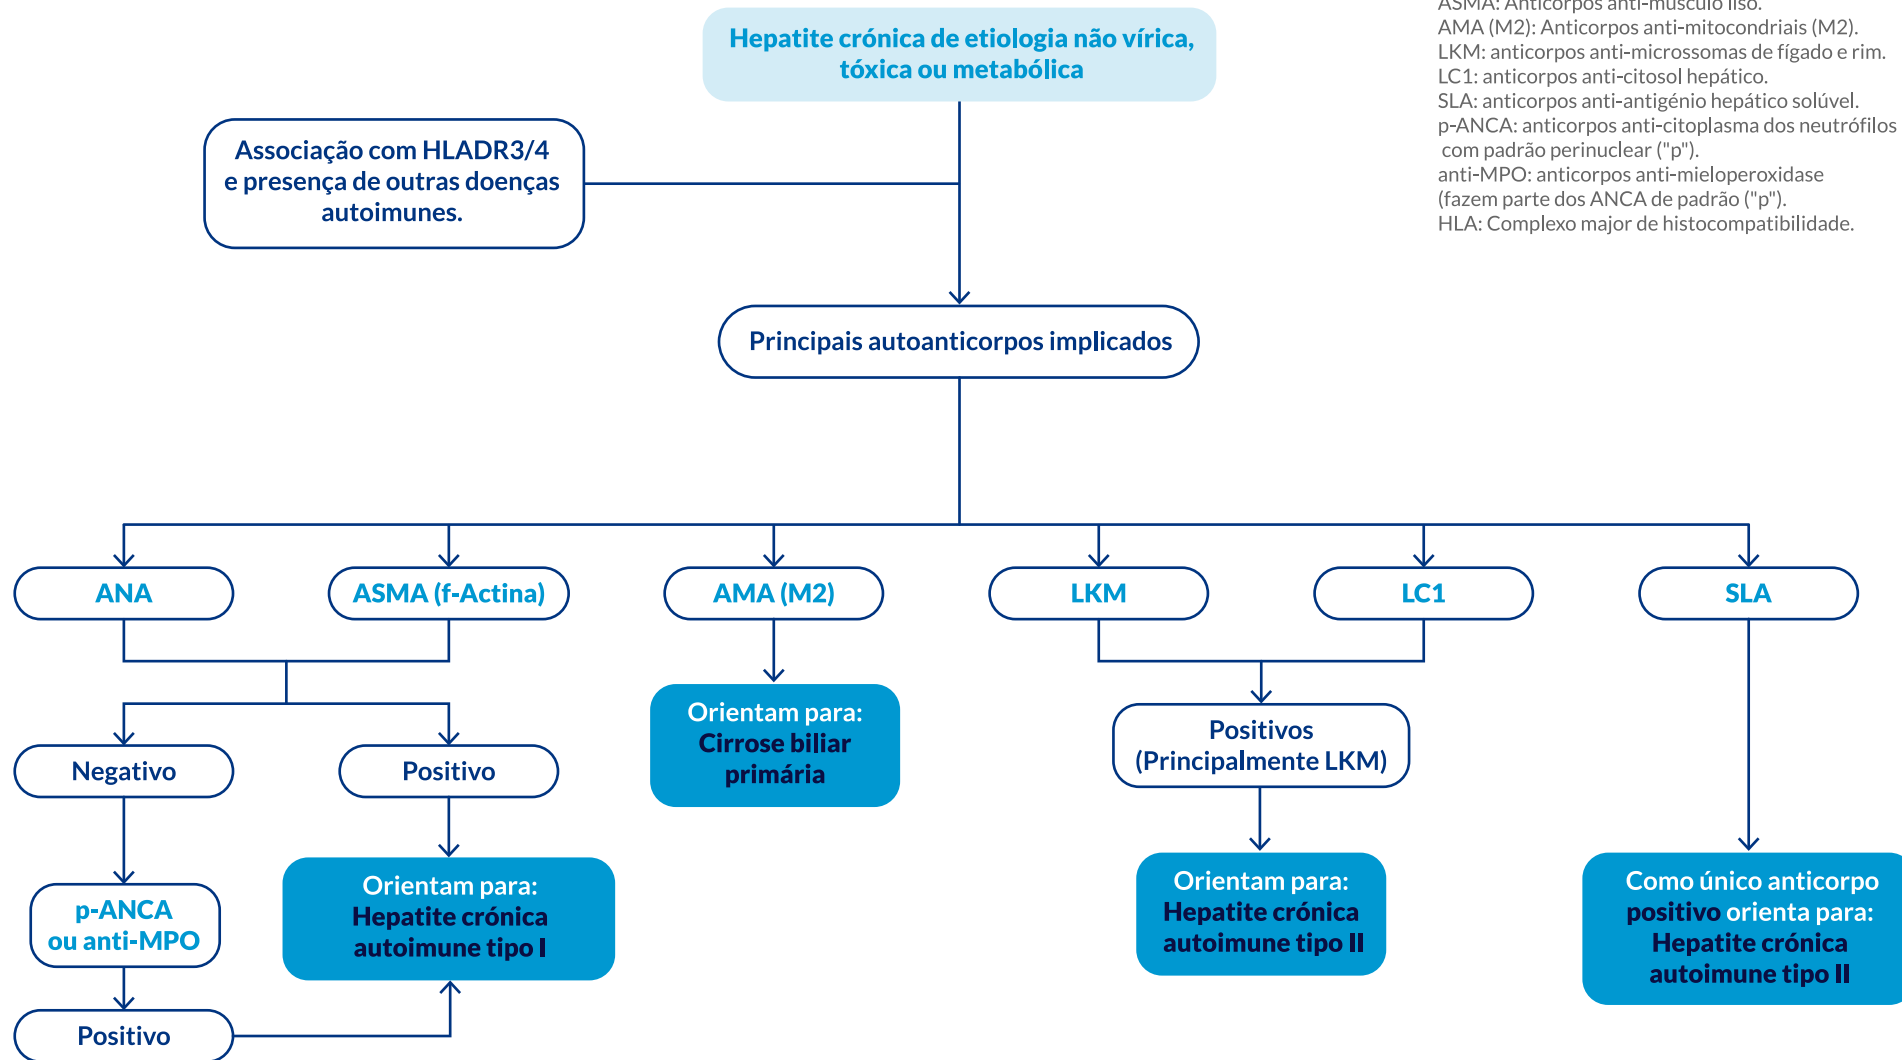 ASMA: Anticorpos anti-músculo liso.
AMA (M2): Anticorpos anti-mitocondriais (M2).
LKM: anticorpos anti-microssomas de fígado e rim.
LC1: anticorpos anti-citosol hepático.
SLA: anticorpos anti-antigénio hepático solúvel.
p-ANCA: anticorpos anti-citoplasma dos neutrófilos
com padrão perinuclear ("p").
anti-MPO: anticorpos anti-mieloperoxidase
(fazem parte dos ANCA de padrão ("p").
HLA: Complexo major de histocompatibilidade.
Hepatite crónica de etiologia não vírica,
tóxica ou metabólica
Associação com HLADR3/4
e presença de outras doenças
autoimunes.
Principais autoanticorpos implicados
ANA
ASMA (f-Actina)
AMA (M2)
LKM
LC1
SLA
Negativo
Positivo
Orientam para:
Cirrose biliar
primária
Positivos
(Principalmente LKM)
p-ANCA
ou anti-MPO
Orientam para:
Hepatite crónica
autoimune tipo I
Orientam para:
Hepatite crónica
autoimune tipo II
Como único anticorpo
positivo orienta para:
Hepatite crónica
autoimune tipo II
Positivo